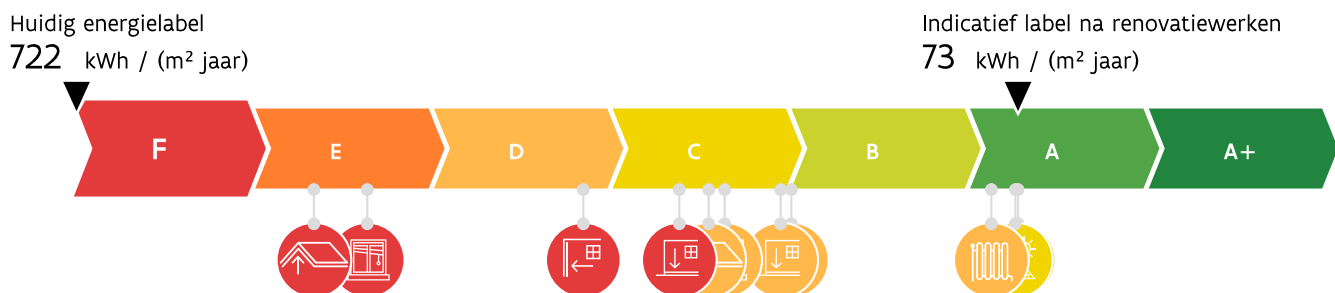 Huidig energielabel
722 kWh / (m² jaar)
Indicatief label na renovatiewerken
73 kWh / (m² jaar)
F E D C B A A+